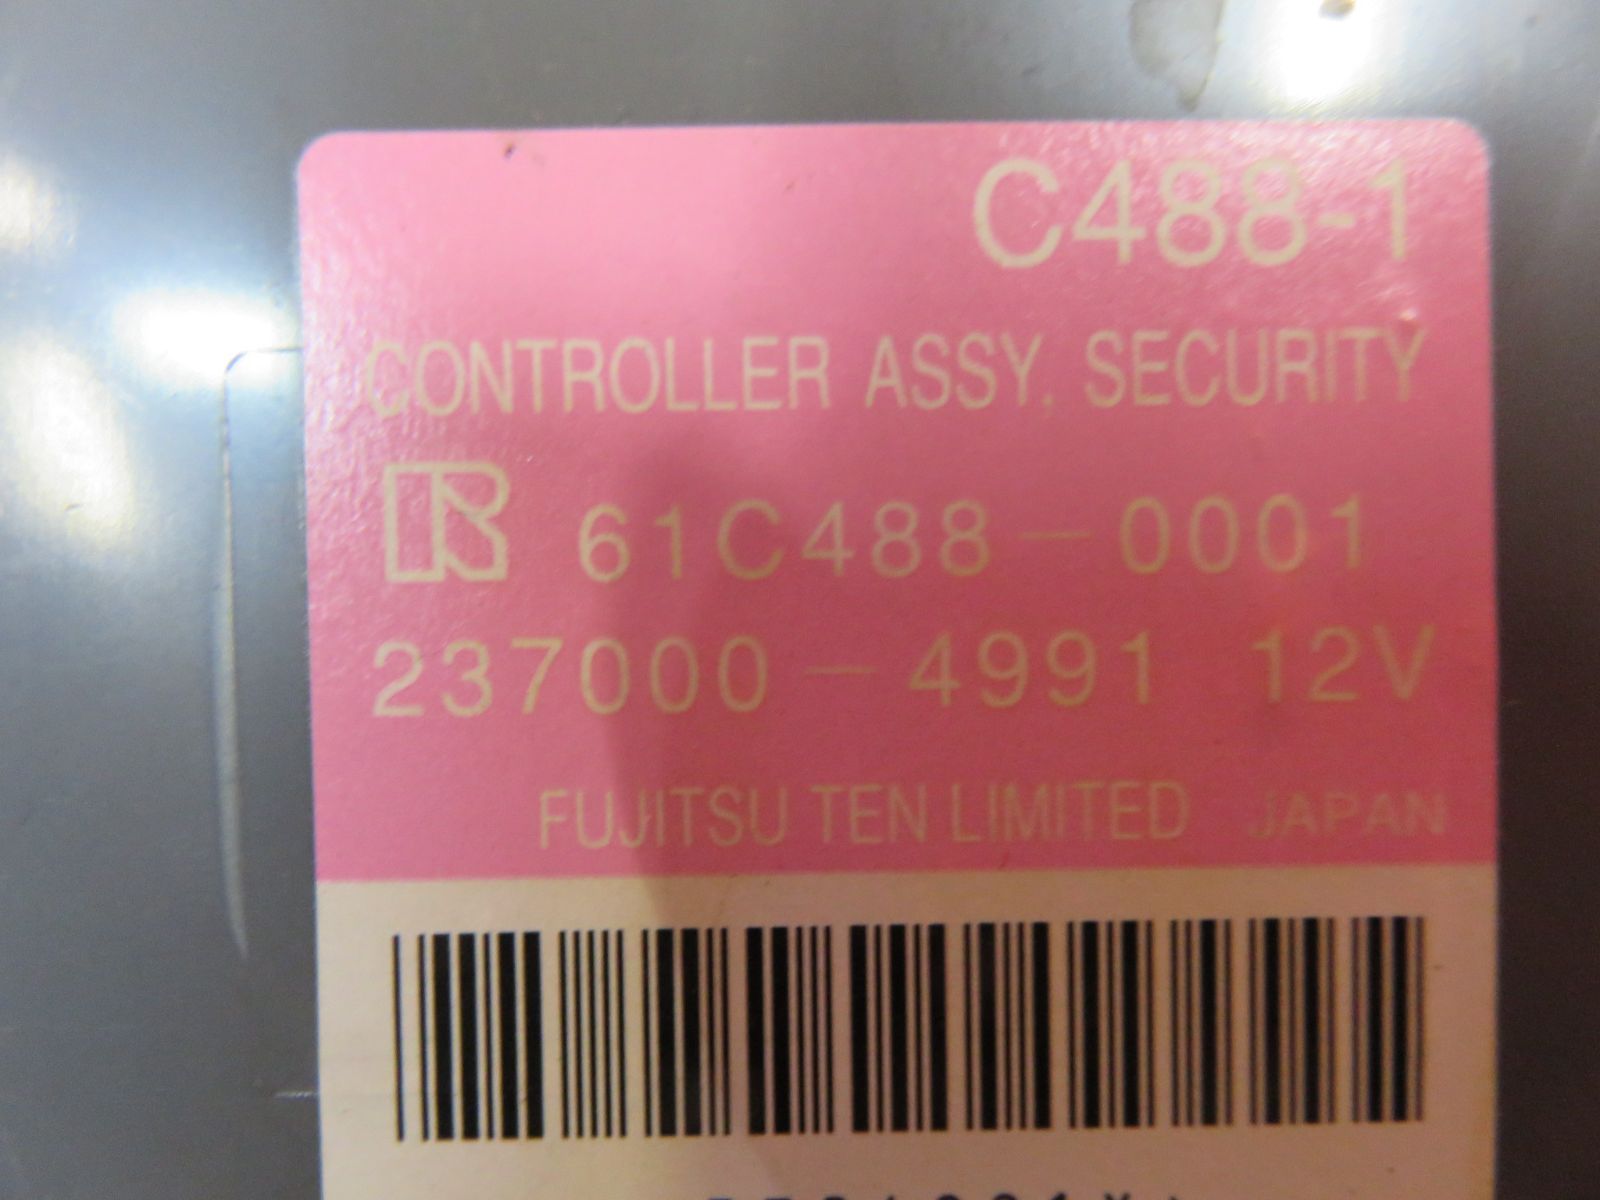 C488-1
CONTROLLER ASSY. SECURITY
R 61C488-0001
237000-4991 12V
FUJITSU TEN LIMITED JAPAN